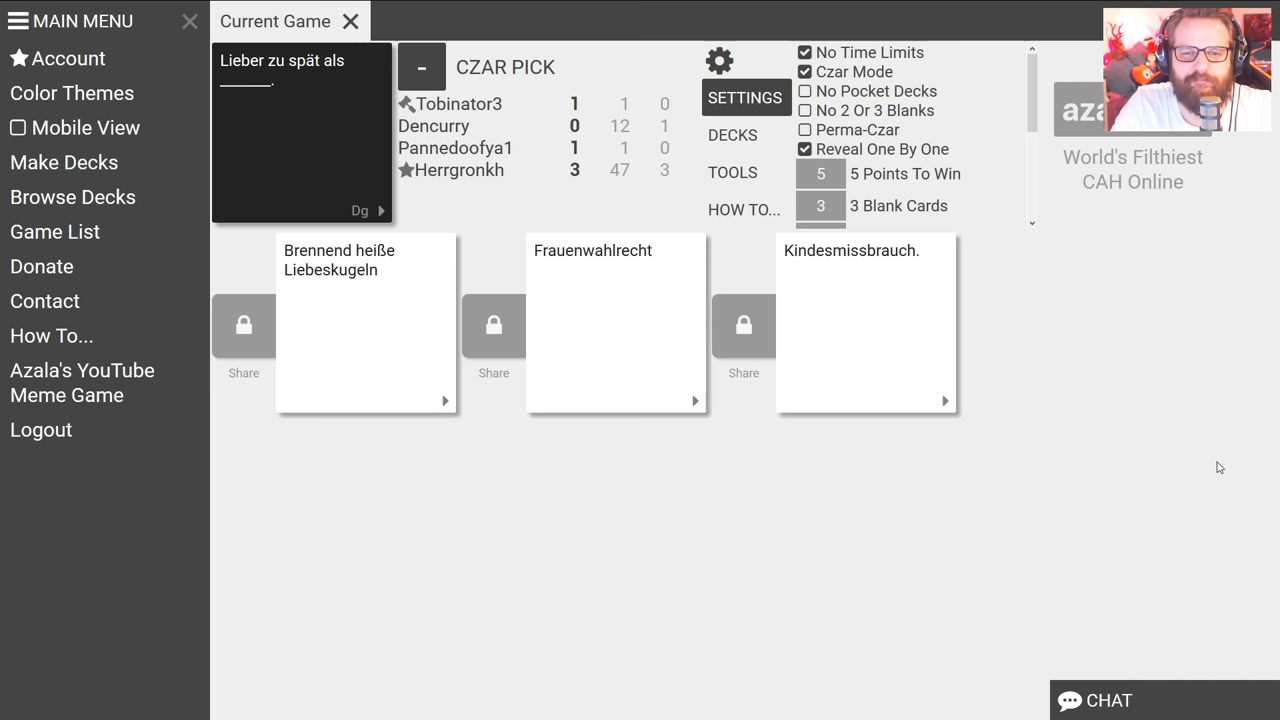 MAIN MENU
Account
Color Themes
Mobile View
Make Decks
Browse Decks
Game List
Donate
Contact
How To...
Azala's YouTube
Meme Game
Logout
Current Game
Lieber zu spät als
______.
Dg
-
CZAR PICK
Tobinator3 1 1 0
Dencurry 0 12 1
Pannedoofya1 1 1 0
Herrgronkh 3 47 3
SETTINGS
DECKS
TOOLS
HOW TO...
No Time Limits
Czar Mode
No Pocket Decks
No 2 Or 3 Blanks
Perma-Czar
Reveal One By One
5 5 Points To Win
3 3 Blank Cards
World's Filthiest
CAH Online
Brennend heiße
Liebeskugeln
Share
Frauenwahlrecht
Share
Kindesmissbrauch.
Share
CHAT